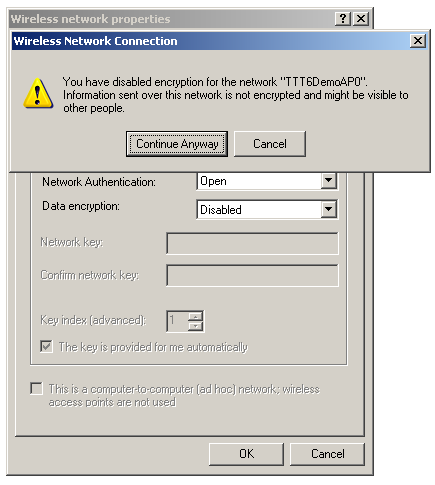 Wireless network properties
Wireless Network Connection
You have disabled encryption for the network "TTT6DemoAP0".
Information sent over this network is not encrypted and might be visible to
other people.
Continue Anyway Cancel
Network Authentication: Open
Data encryption: Disabled
Network key:
Confirm network key:
Key index (advanced): 1
The key is provided for me automatically
This is a computer-to-computer (ad hoc) network; wireless
access points are not used
OK Cancel